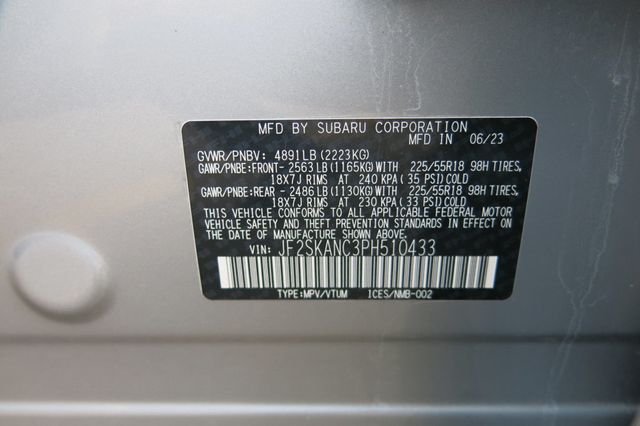 MFD BY SUBARU CORPORATION
MFD IN 06/23
GVWR/PNBV: 4891LB(2223KG)
GAWR/PNBE:FRONT- 2563LB(1165KG)WITH 225/55R18 98H TIRES,
18X7J RIMS AT 240 KPA(35 PSI)COLD
GAWR/PNBE:REAR -2486LB(1130KG)WITH 225/55R18 98H TIRES,
18X7J RIMS AT 230 KPA(33 PSI)COLD
THIS VEHICLE CONFORMS TO ALL APPLICABLE FEDERAL MOTOR
VEHICLE SAFETY AND THEFT PREVENTION STANDARDS IN EFFECT ON
THE DATE OF MANUFACTURE SHOWN ABOVE.
VIN: JF2SKANC3PH510433
TYPE:MPV/VTUM ICES/NMB-002